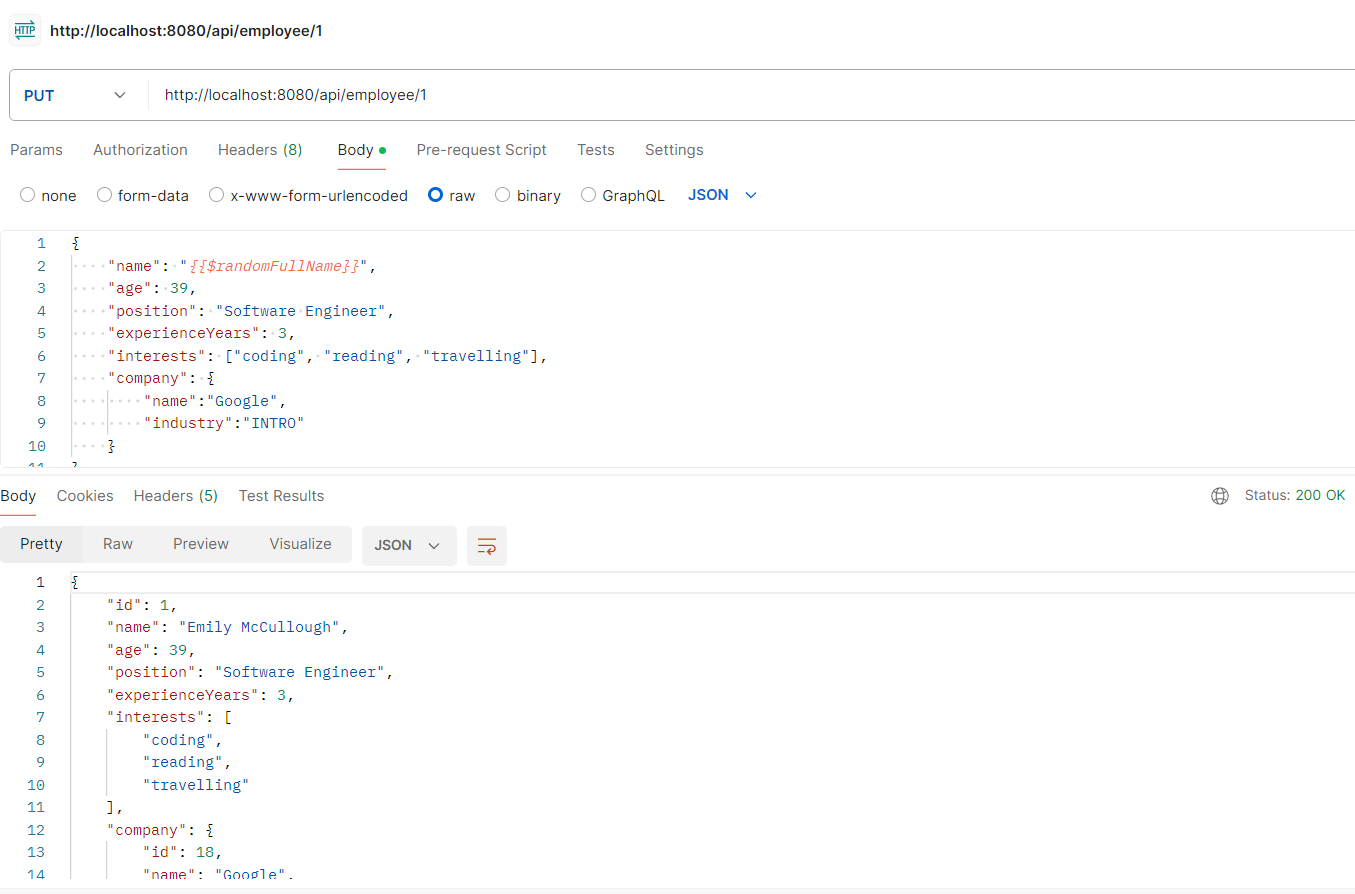 HTTP http://localhost:8080/api/employee/1
PUT http://localhost:8080/api/employee/1
Params Authorization Headers (8) Body Pre-request Script Tests Settings
none form-data x-www-form-urlencoded raw binary GraphQL JSON
1 {
2 "name": "{{$randomFullName}}",
3 "age": 39,
4 "position": "Software Engineer",
5 "experienceYears": 3,
6 "interests": ["coding", "reading", "travelling"],
7 "company": {
8 "name":"Google",
9 "industry":"INTRO"
10 }
11 }
Body Cookies Headers (5) Test Results Status: 200 OK
Pretty Raw Preview Visualize JSON
1 {
2 "id": 1,
3 "name": "Emily McCullough",
4 "age": 39,
5 "position": "Software Engineer",
6 "experienceYears": 3,
7 "interests": [
8 "coding",
9 "reading",
10 "travelling"
11 ],
12 "company": {
13 "id": 18,
14 "name": "Google",